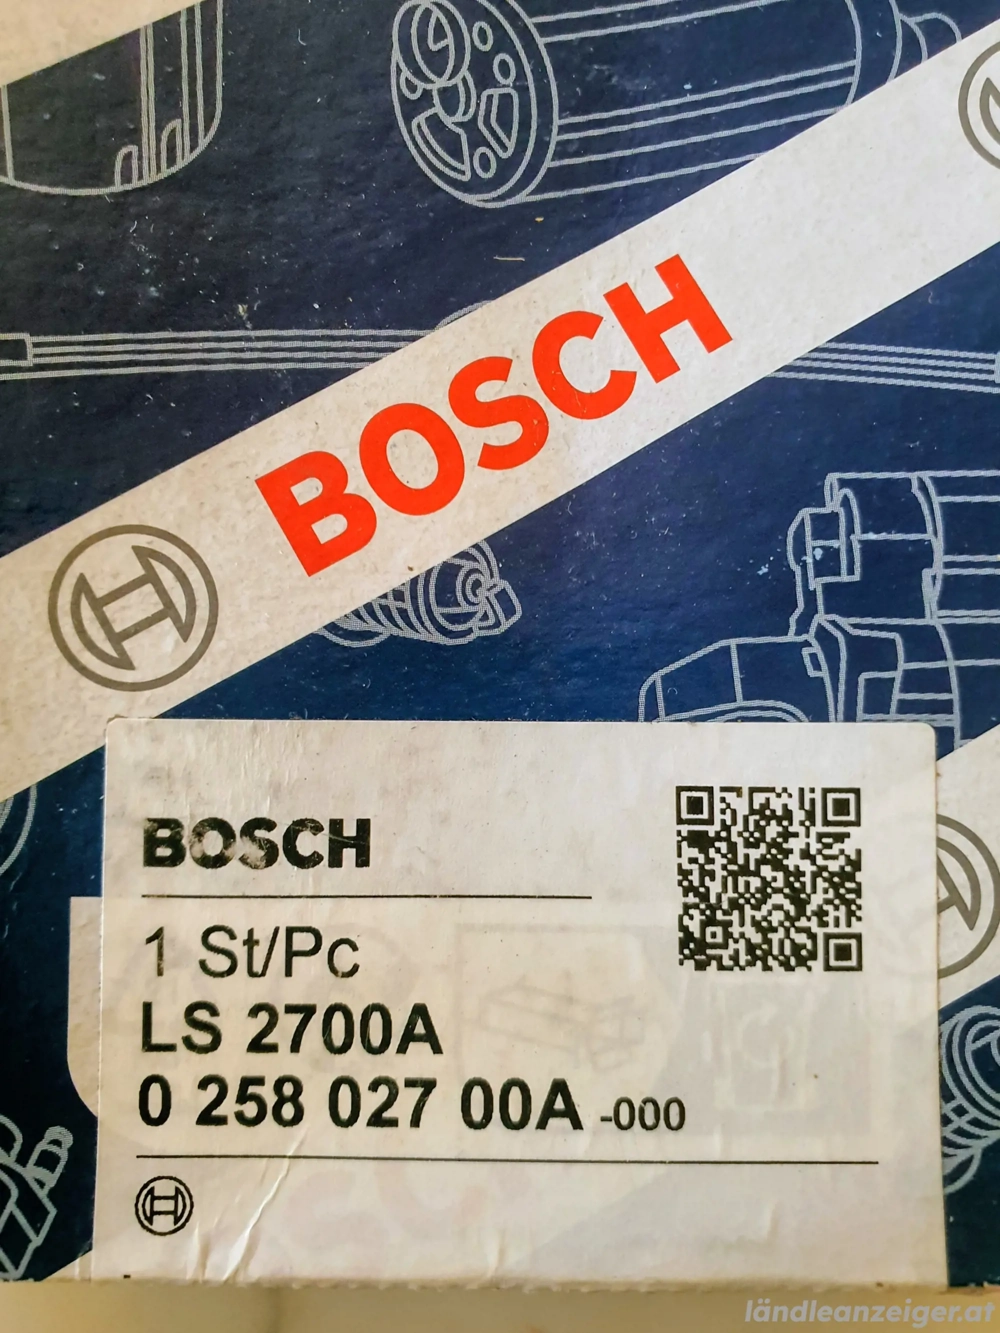 BOSCH
BOSCH
1 St/Pc
LS 2700A
0 258 027 00A -000
ländleanzeiger.at